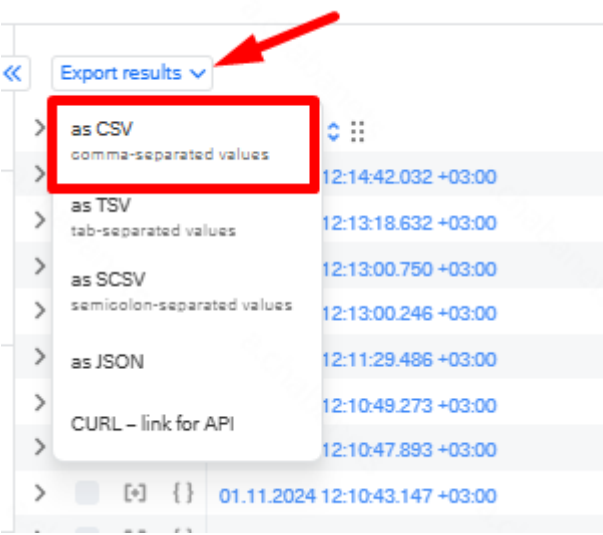 Export results
as CSV
comma-separated values
12:14:42.032 +03:00
as TSV
tab-separated values
12:13:18.632 +03:00
12:13:00.750 +03:00
as SCSV
semicolon-separated values
12:13:00.246 +03:00
as JSON
12:11:29.486 +03:00
12:10:49.273 +03:00
CURL – link for API
12:10:47.893 +03:00
01.11.2024 12:10:43.147 +03:00